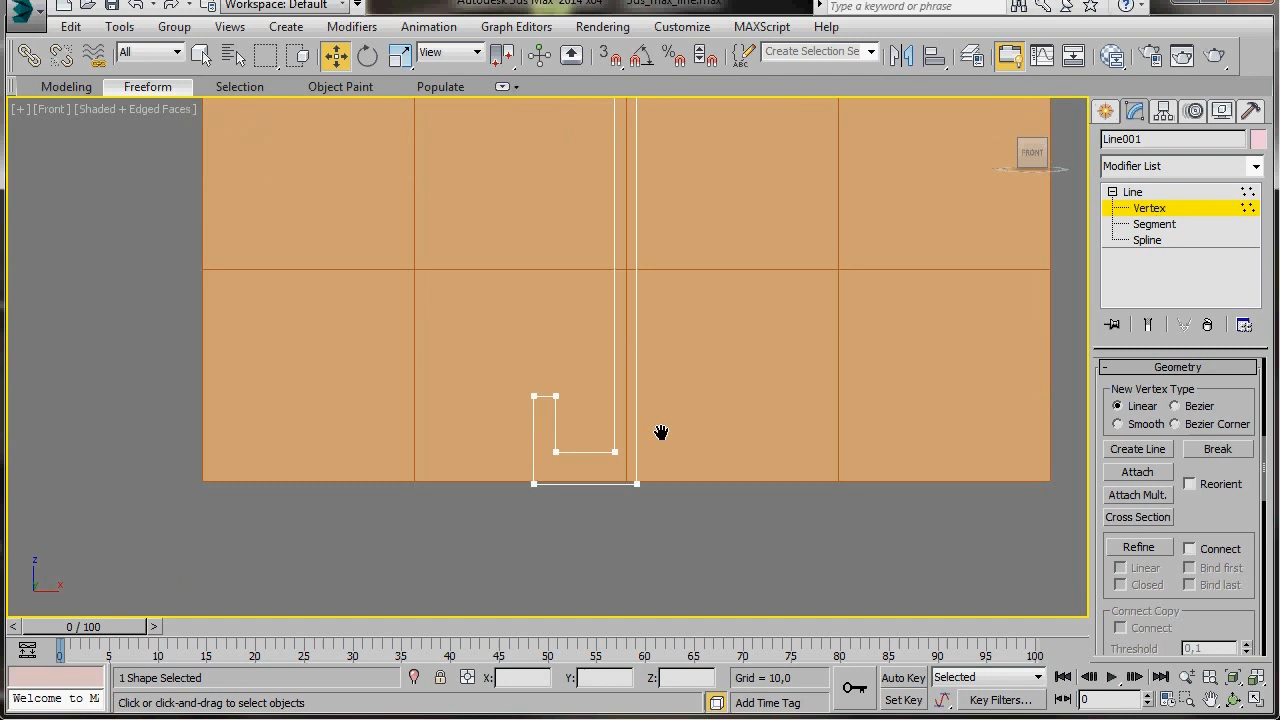 Workspace: Default
Autodesk 3ds Max 2014 x64
3ds_max_line.max
Type a keyword or phrase
Edit Tools Group Views Create Modifiers Animation Graph Editors Rendering Customize MAXScript Help
All View 3 ABC Create Selection Se
Modeling Freeform Selection Object Paint Populate
[+] [Front] [Shaded + Edged Faces]
FRONT
Line001
Modifier List
Line
Vertex
Segment
Spline
- Geometry
New Vertex Type
Linear Bezier
Smooth Bezier Corner
Create Line Break
Attach
Reorient
Attach Mult.
Cross Section
Refine Connect
Linear Bind first
Closed Bind last
Connect Copy
Connect
Threshold 0,1
z
x
< 0 / 100 >
0 5 10 15 20 25 30 35 40 45 50 55 60 65 70 75 80 85 90 95 100
1 Shape Selected X: Y: Z: Grid = 10,0 Auto Key Selected
Welcome to M
Click or click-and-drag to select objects Add Time Tag Set Key Key Filters... 0